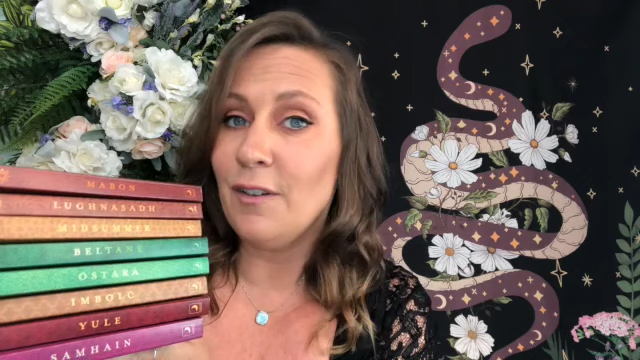 MABON
LUGHNASADH
MIDSUMMER
BELTANE
OSTARA
IMBOLC
YULE
SAMHAIN